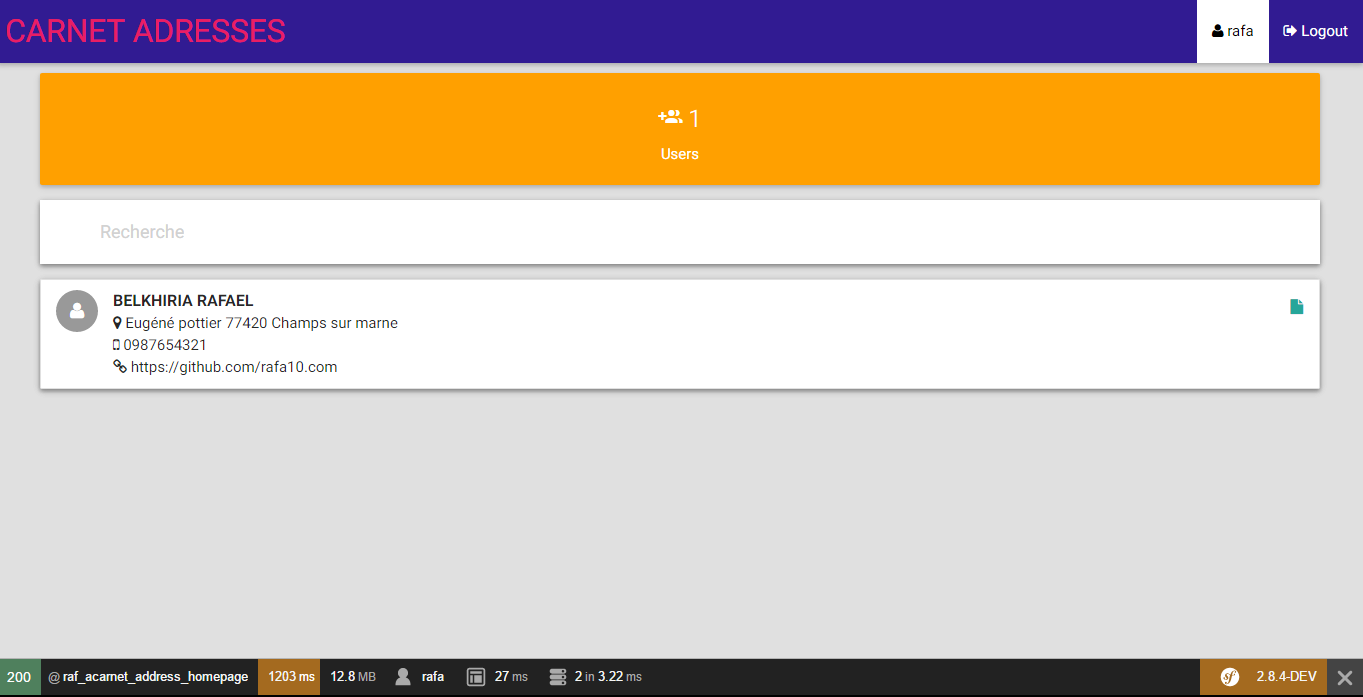 CARNET ADRESSES
rafa
Logout
1
Users
Recherche
BELKHIRIA RAFAEL
Eugéné pottier 77420 Champs sur marne
0987654321
https://github.com/rafa10.com
200 @ raf_acarnet_address_homepage 1203 ms 12.8 MB rafa 27 ms 2 in 3.22 ms sf 2.8.4-DEV